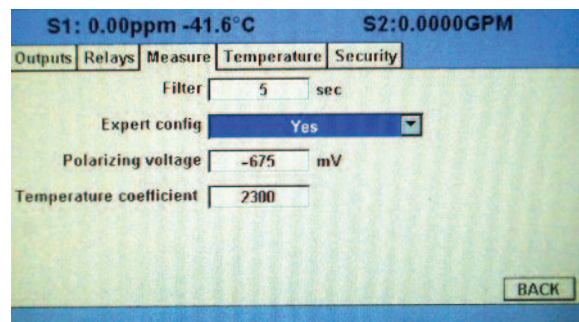 S1: 0.00ppm -41.6°C S2:0.0000GPM
Outputs Relays Measure Temperature Security
Filter 5 sec
Expert config Yes
Polarizing voltage -675 mV
Temperature coefficient 2300
BACK